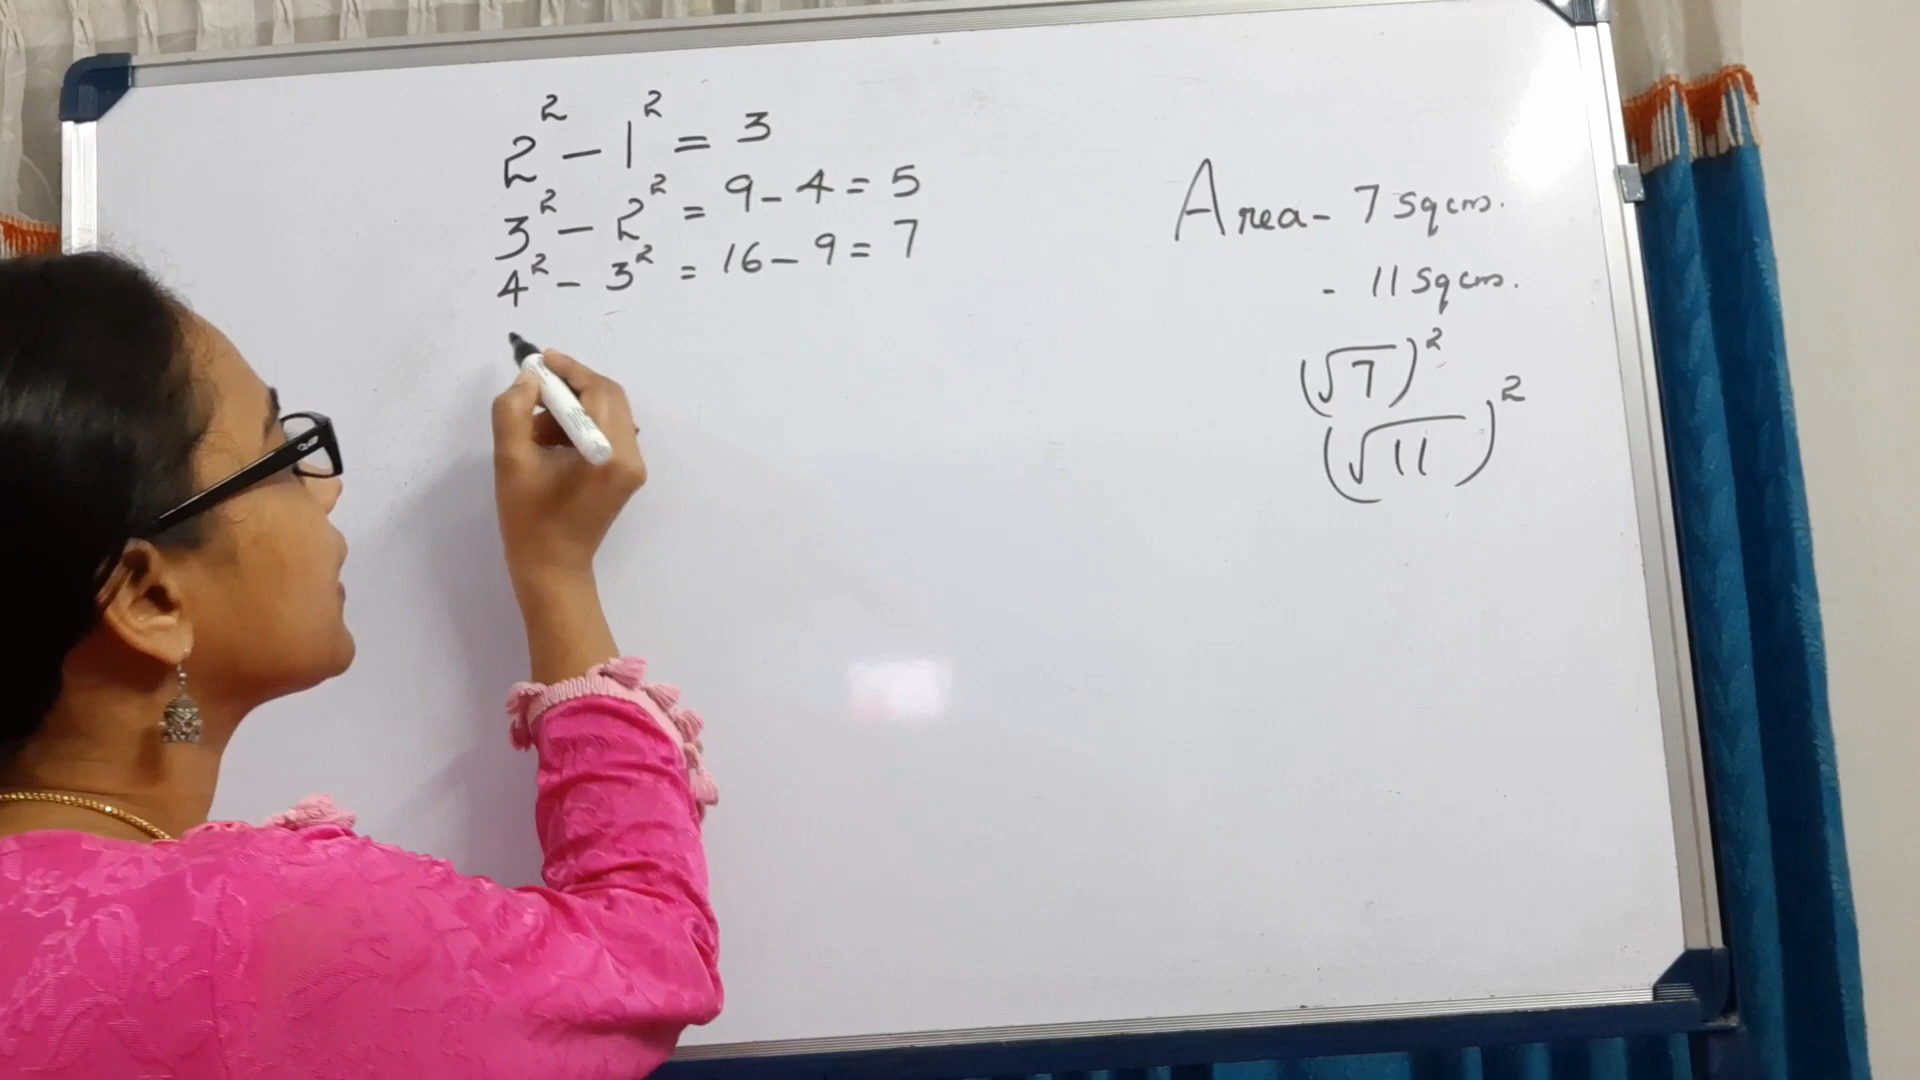 2² - 1² = 3
3² - 2² = 9 - 4 = 5
4² - 3² = 16 - 9 = 7
Area - 7 sq cms.
- 11 sq cms.
(√7)²
(√11)²